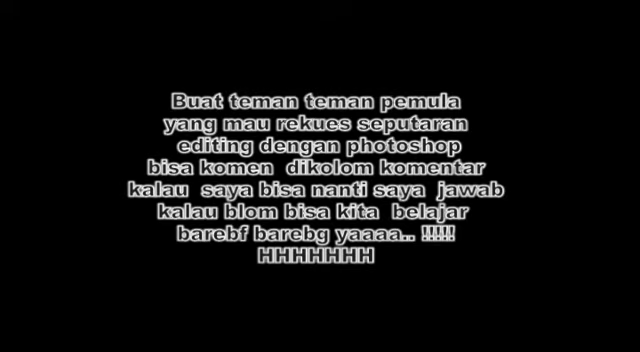 Buat teman teman pemula
yang mau rekues seputaran
editing dengan photoshop
bisa komen dikolom komentar
kalau saya bisa nanti saya jawab
kalau blom bisa kita belajar
barebf barebg yaaaa.. !!!!!
HHHHHHH